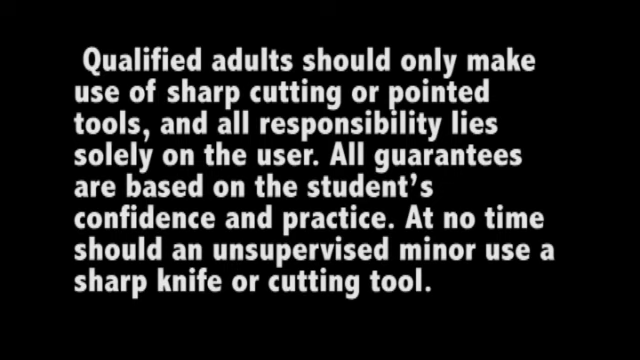 Qualified adults should only make
use of sharp cutting or pointed
tools, and all responsibility lies
solely on the user. All guarantees
are based on the student's
confidence and practice. At no time
should an unsupervised minor use a
sharp knife or cutting tool.